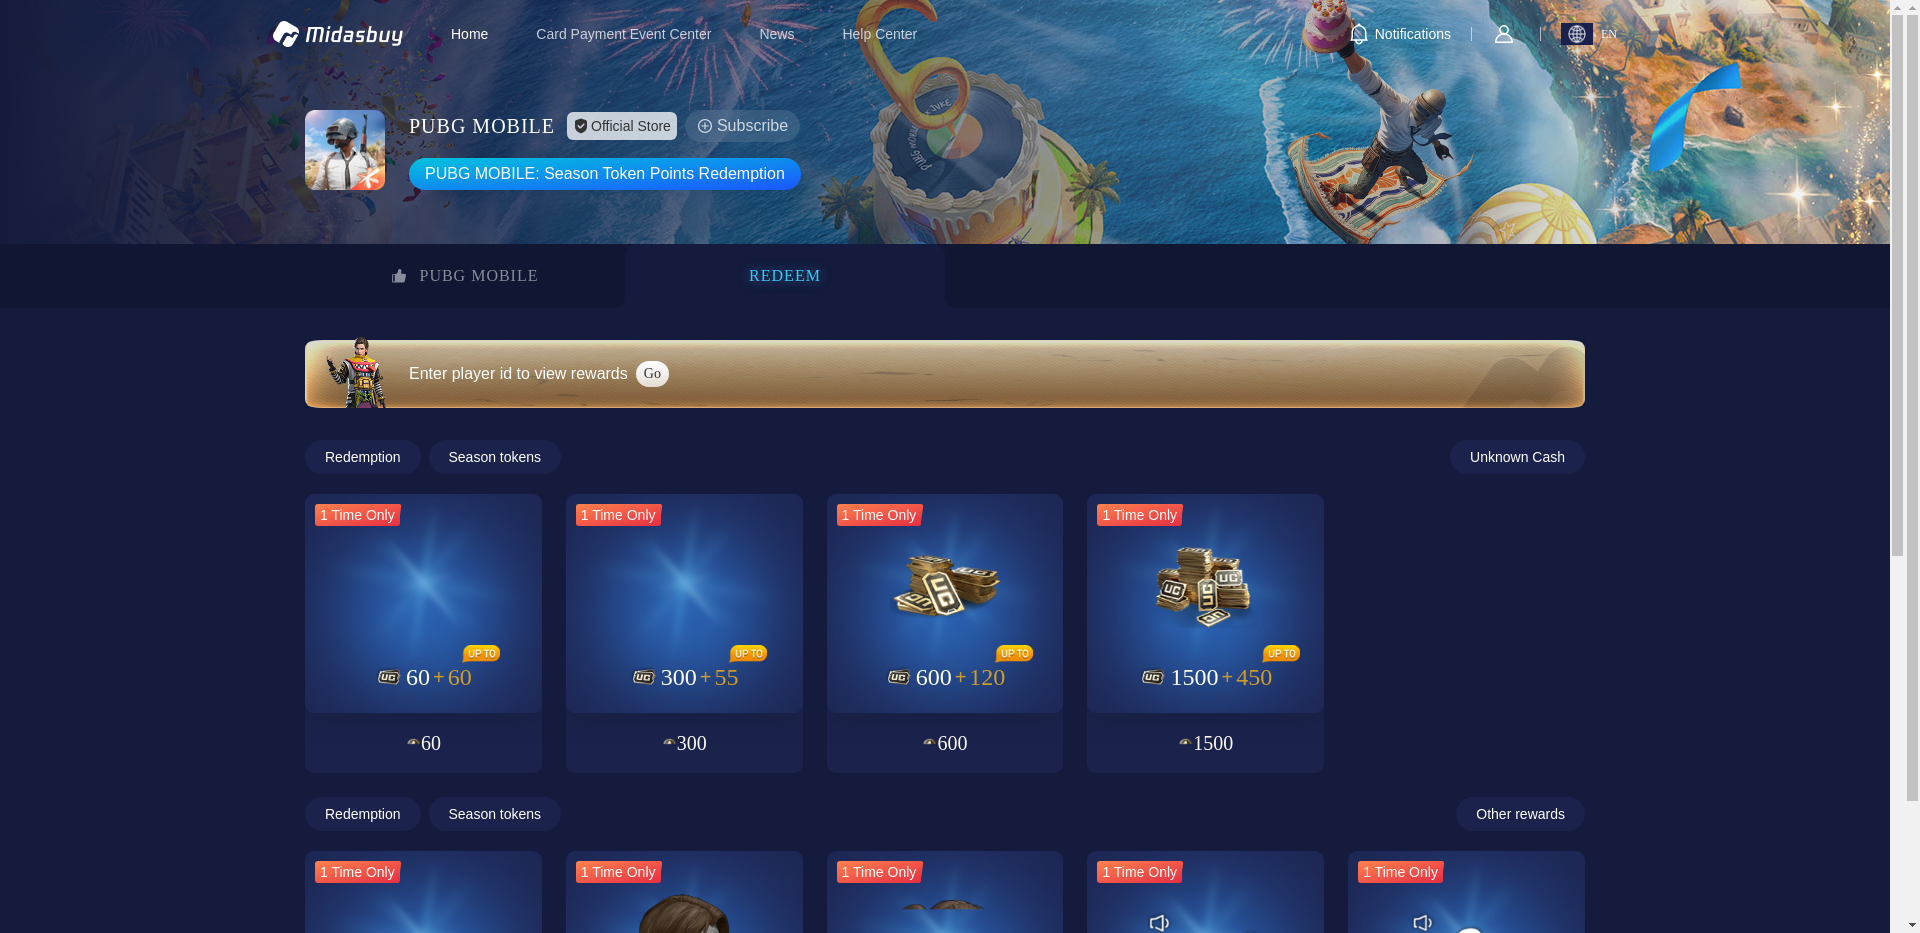 Midasbuy
Home
Card Payment Event Center
News
Help Center
Notifications
EN
PUBG MOBILE
Official Store
Subscribe
PUBG MOBILE: Season Token Points Redemption
PUBG MOBILE
REDEEM
Enter player id to view rewards
Go
Redemption
Season tokens
Unknown Cash
1 Time Only
1 Time Only
1 Time Only
1 Time Only
UP TO
UP TO
UP TO
UP TO
UC 60+60
UC 300+55
UC 600+120
UC 1500+450
60
300
600
1500
Redemption
Season tokens
Other rewards
1 Time Only
1 Time Only
1 Time Only
1 Time Only
1 Time Only